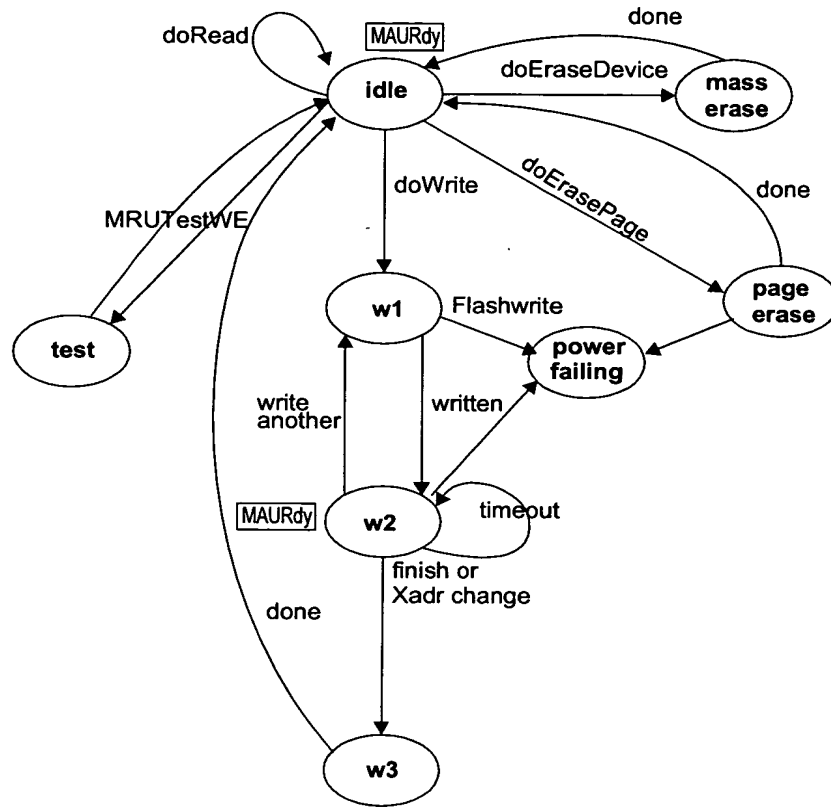 done
doRead
MAURdy
idle
doEraseDevice
mass
erase
doWrite
doErasePage
done
MRUTestWE
w1
Flashwrite
page
erase
test
power
failing
write
another
written
MAURdy
w2
timeout
finish or
Xadr change
done
w3